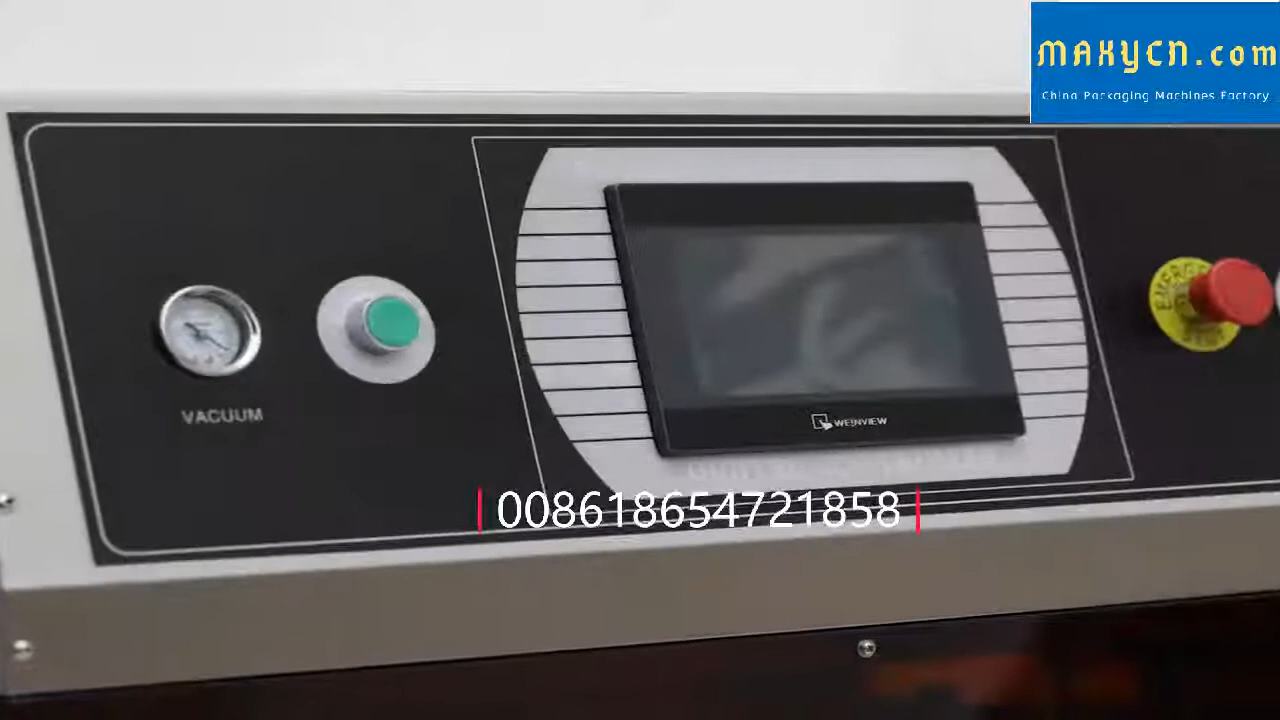 MAXYCN.com
China Packaging Machines Factory.
VACUUM
WEINVIEW
008618654721858